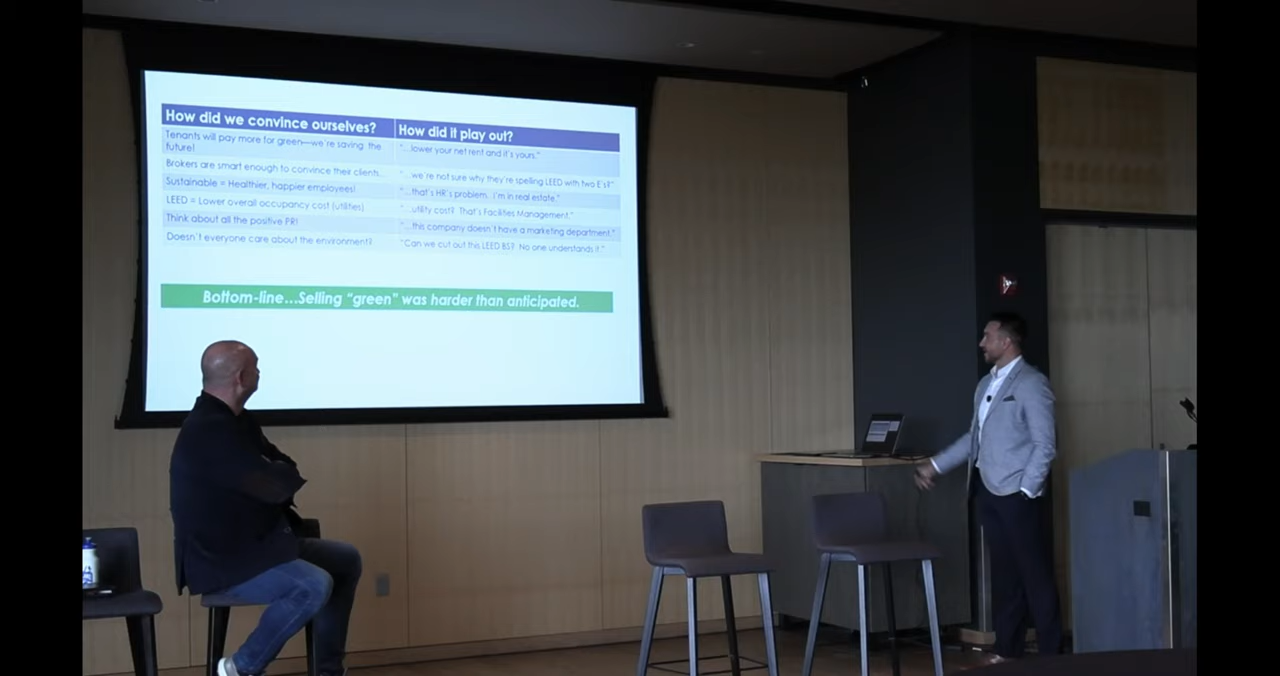 How did we convince ourselves?
How did it play out?
Tenants will pay more for green—we're saving the
future!
"...lower your net rent and it's yours."
Brokers are smart enough to convince their clients...
"...we're not sure why they're spelling LEED with two E's!!"
Sustainable = Healthier, happier employees!
"...that's HR's problem. I'm in real estate."
LEED = Lower overall occupancy cost (utilities)
"...utility cost? That's Facilities Management."
Think about all the positive PR!
"...this company doesn't have a marketing department."
Doesn't everyone care about the environment?
"Can we cut out this LEED BS? No one understands it."
Bottom-line...Selling "green" was harder than anticipated.